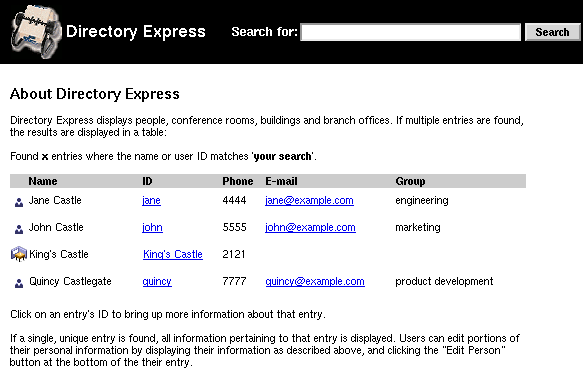 Directory Express Search for: Search
About Directory Express
Directory Express displays people, conference rooms, buildings and branch offices. If multiple entries are found,
the results are displayed in a table:
Found x entries where the name or user ID matches 'your search'.
Name ID Phone E-mail Group
Jane Castle jane 4444 jane@example.com engineering
John Castle john 5555 john@example.com marketing
King's Castle King's Castle 2121
Quincy Castlegate quincy 7777 quincy@example.com product development
Click on an entry's ID to bring up more information about that entry.
If a single, unique entry is found, all information pertaining to that entry is displayed. Users can edit portions of
their personal information by displaying their information as described above, and clicking the "Edit Person"
button at the bottom of the their entry.